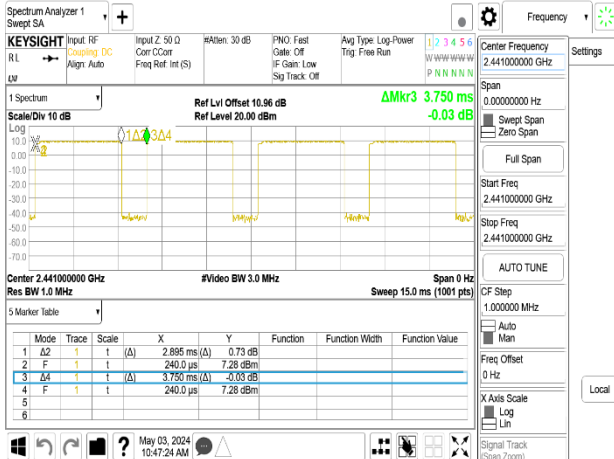 Spectrum Analyzer 1
Swept SA
Frequency
KEYSIGHT
RL
Input: RF
Coupling: DC
Align: Auto
Input Z: 50 Ω
Corr CCorr
Freq Ref: Int (S)
#Atten: 30 dB
PNO: Fast
Gate: Off
IF Gain: Low
Sig Track: Off
Avg Type: Log-Power
Trig: Free Run
1 2 3 4 5 6
W W W W W W
P N N N N N
1 Spectrum
Scale/Div 10 dB
Ref Lvl Offset 10.96 dB
Ref Level 20.00 dBm
ΔMkr3 3.750 ms
-0.03 dB
Log
10.0
0.00
-10.0
-20.0
-30.0
-40.0
-50.0
-60.0
-70.0
3Δ4
Center 2.441000000 GHz
Res BW 1.0 MHz
#Video BW 3.0 MHz
Span 0 Hz
Sweep 15.0 ms (1001 pts)
5 Marker Table
Mode Trace Scale X Y Function Function Width Function Value
1 Δ2 1 t (Δ) 2.895 ms (Δ) 0.73 dB
2 F 1 t 240.0 µs 7.28 dBm
3 Δ4 1 t (Δ) 3.750 ms (Δ) -0.03 dB
4 F 1 t 240.0 µs 7.28 dBm
5
6
May 03, 2024
10:47:24 AM
Center Frequency
2.441000000 GHz
Settings
Span
0.00000000 Hz
Swept Span
Zero Span
Full Span
Start Freq
2.441000000 GHz
Stop Freq
2.441000000 GHz
AUTO TUNE
CF Step
1.000000 MHz
Auto
Man
Freq Offset
0 Hz
Local
X Axis Scale
Log
Lin
Signal Track
(Span Zoom)